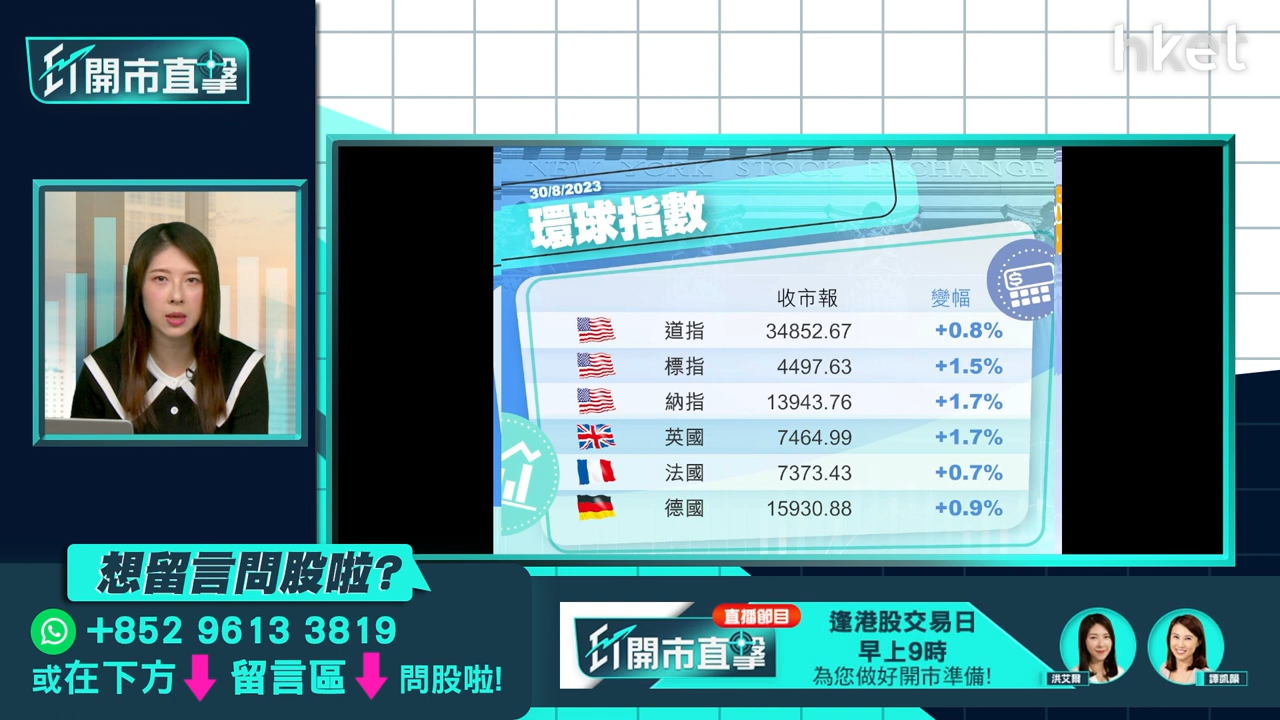 ET開市直擊
hket
NEW YORK STOCK EXCHANGE
30/8/2023
環球指數
收市報 變幅
道指 34852.67 +0.8%
標指 4497.63 +1.5%
納指 13943.76 +1.7%
英國 7464.99 +1.7%
法國 7373.43 +0.7%
德國 15930.88 +0.9%
想留言問股啦?
+852 9613 3819
或在下方 留言區 問股啦!
直播節目
ET開市直擊
逢港股交易日
早上9時
為您做好開市準備!
洪艾爾
譚凱韻